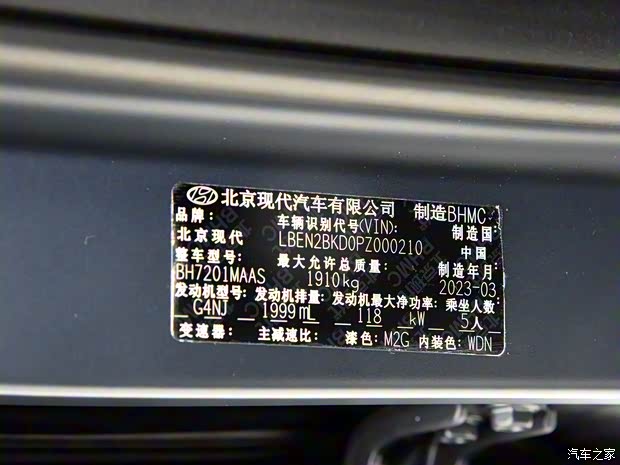 北京现代汽车有限公司 制造BHMC
品牌: 车辆识别代号(VIN): 制造国
北京现代 LBEN2BKD0PZ000210 中国
整车型号: 最大允许总质量: 制造年月
BH7201MAAS 1910kg 2023-03
发动机型号: 发动机排量: 发动机最大净功率: 乘坐人数
G4NJ 1999mL 118 kW 5人
变速器: 主减速比: 漆色: M2G 内装色: WDN
汽车之家